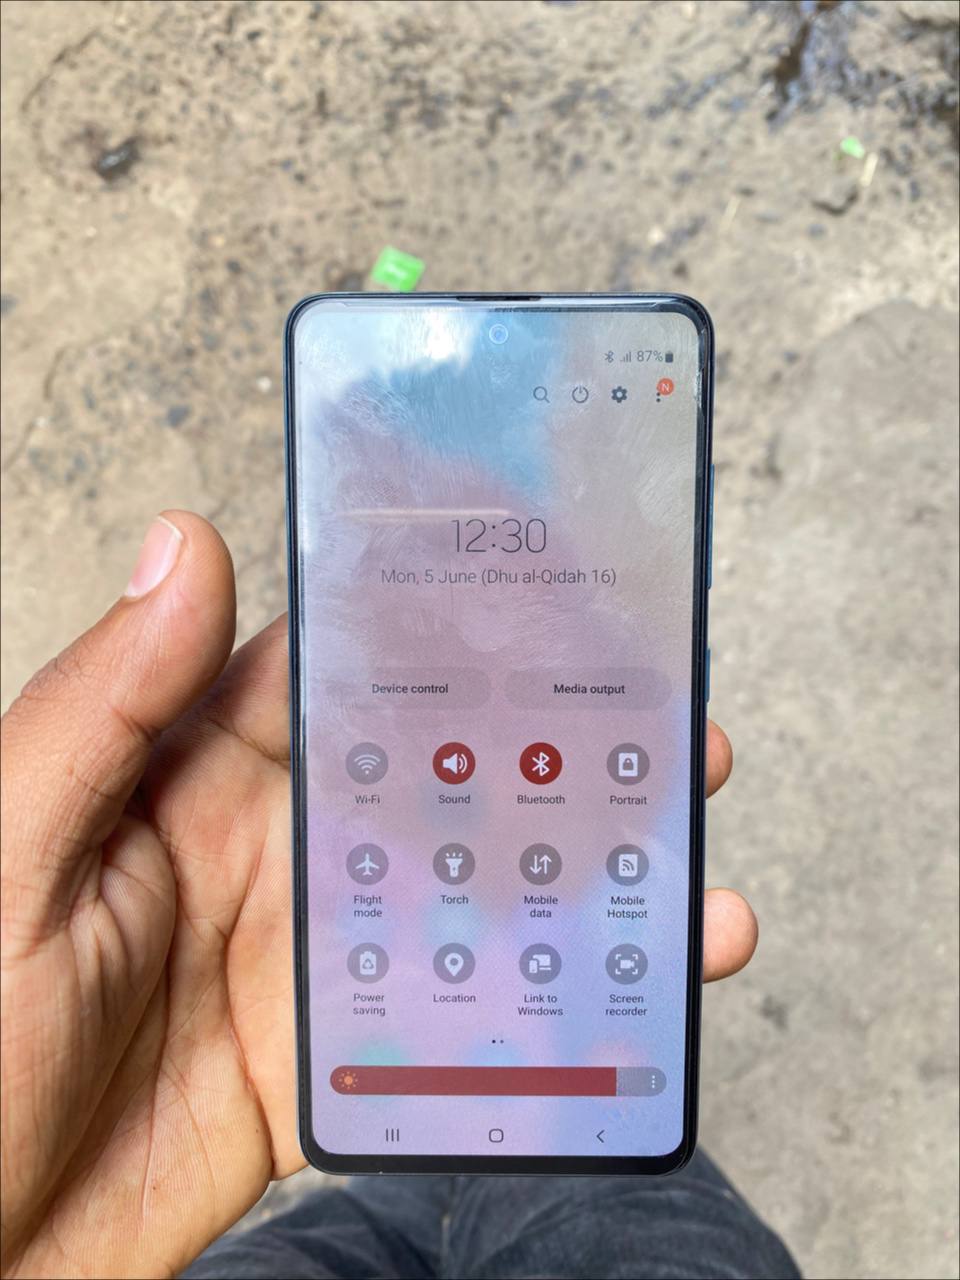 87%
N
12:30
Mon, 5 June (Dhu al-Qidah 16)
Device control Media output
Wi-Fi Sound Bluetooth Portrait
Flight mode Torch Mobile data Mobile Hotspot
Power saving Location Link to Windows Screen recorder